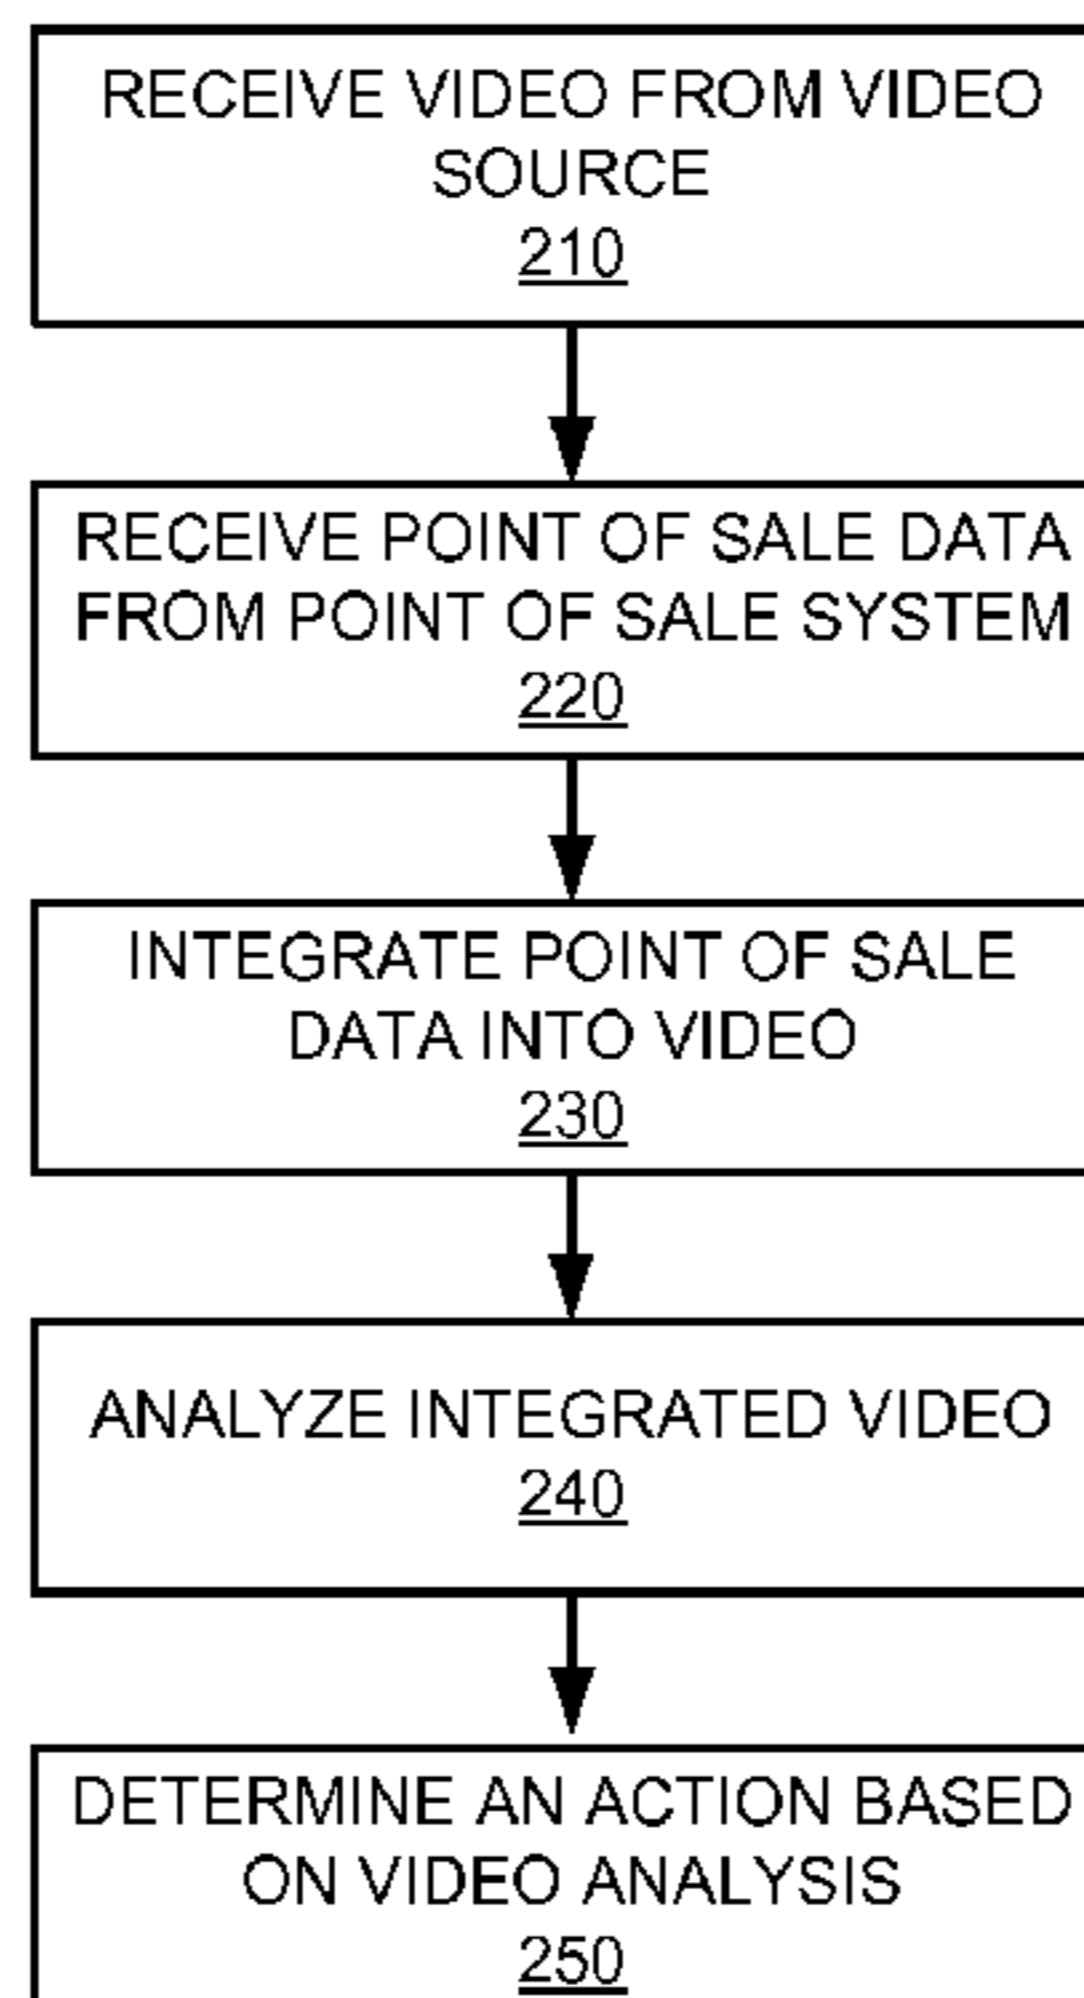 RECEIVE VIDEO FROM VIDEO
SOURCE
210
RECEIVE POINT OF SALE DATA
FROM POINT OF SALE SYSTEM
220
INTEGRATE POINT OF SALE
DATA INTO VIDEO
230
ANALYZE INTEGRATED VIDEO
240
DETERMINE AN ACTION BASED
ON VIDEO ANALYSIS
250